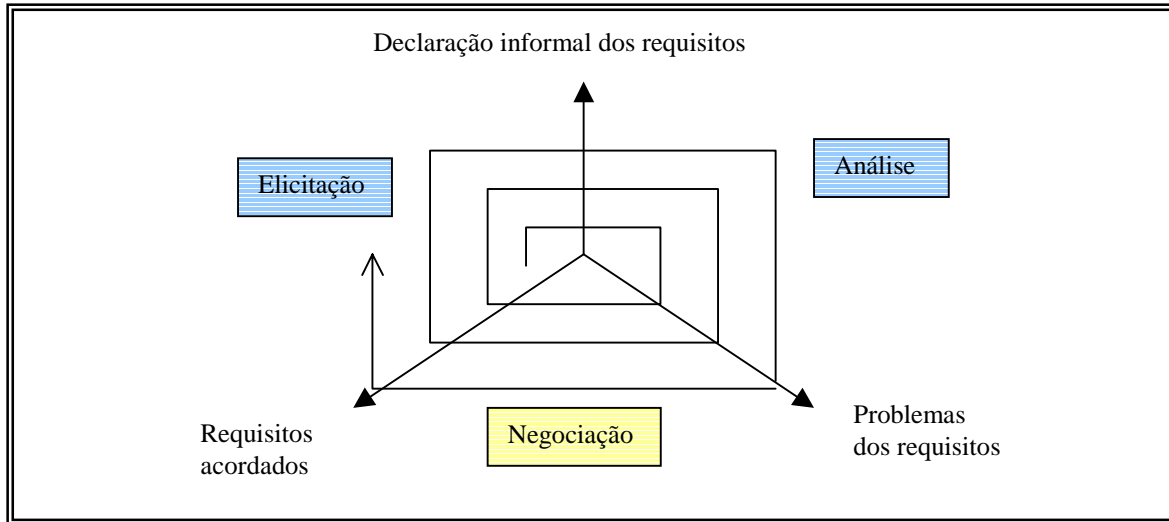 Declaração informal dos requisitos
Elicitação
Análise
Requisitos
acordados
Negociação
Problemas
dos requisitos